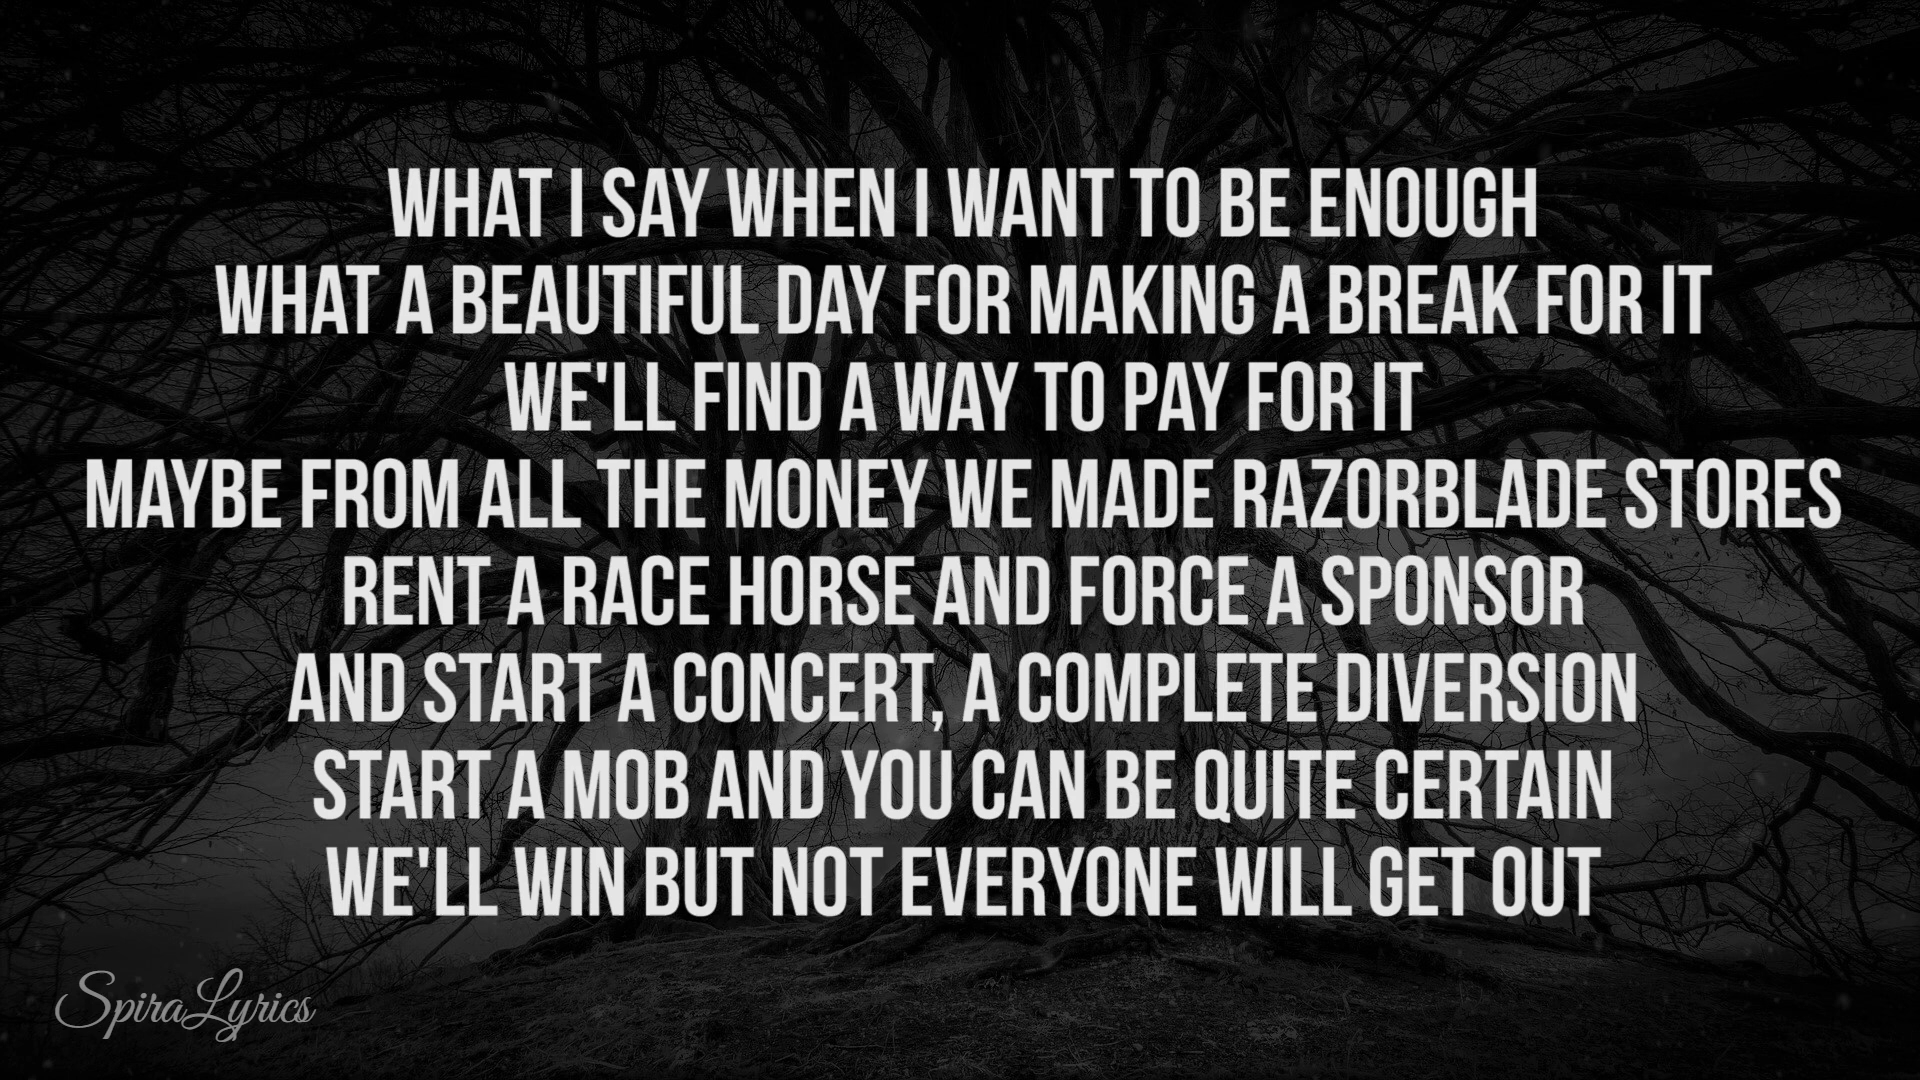 WHAT I SAY WHEN I WANT TO BE ENOUGH
WHAT A BEAUTIFUL DAY FOR MAKING A BREAK FOR IT
WE'LL FIND A WAY TO PAY FOR IT
MAYBE FROM ALL THE MONEY WE MADE RAZORBLADE STORES
RENT A RACE HORSE AND FORCE A SPONSOR
AND START A CONCERT, A COMPLETE DIVERSION
START A MOB AND YOU CAN BE QUITE CERTAIN
WE'LL WIN BUT NOT EVERYONE WILL GET OUT
SpiraLyrics